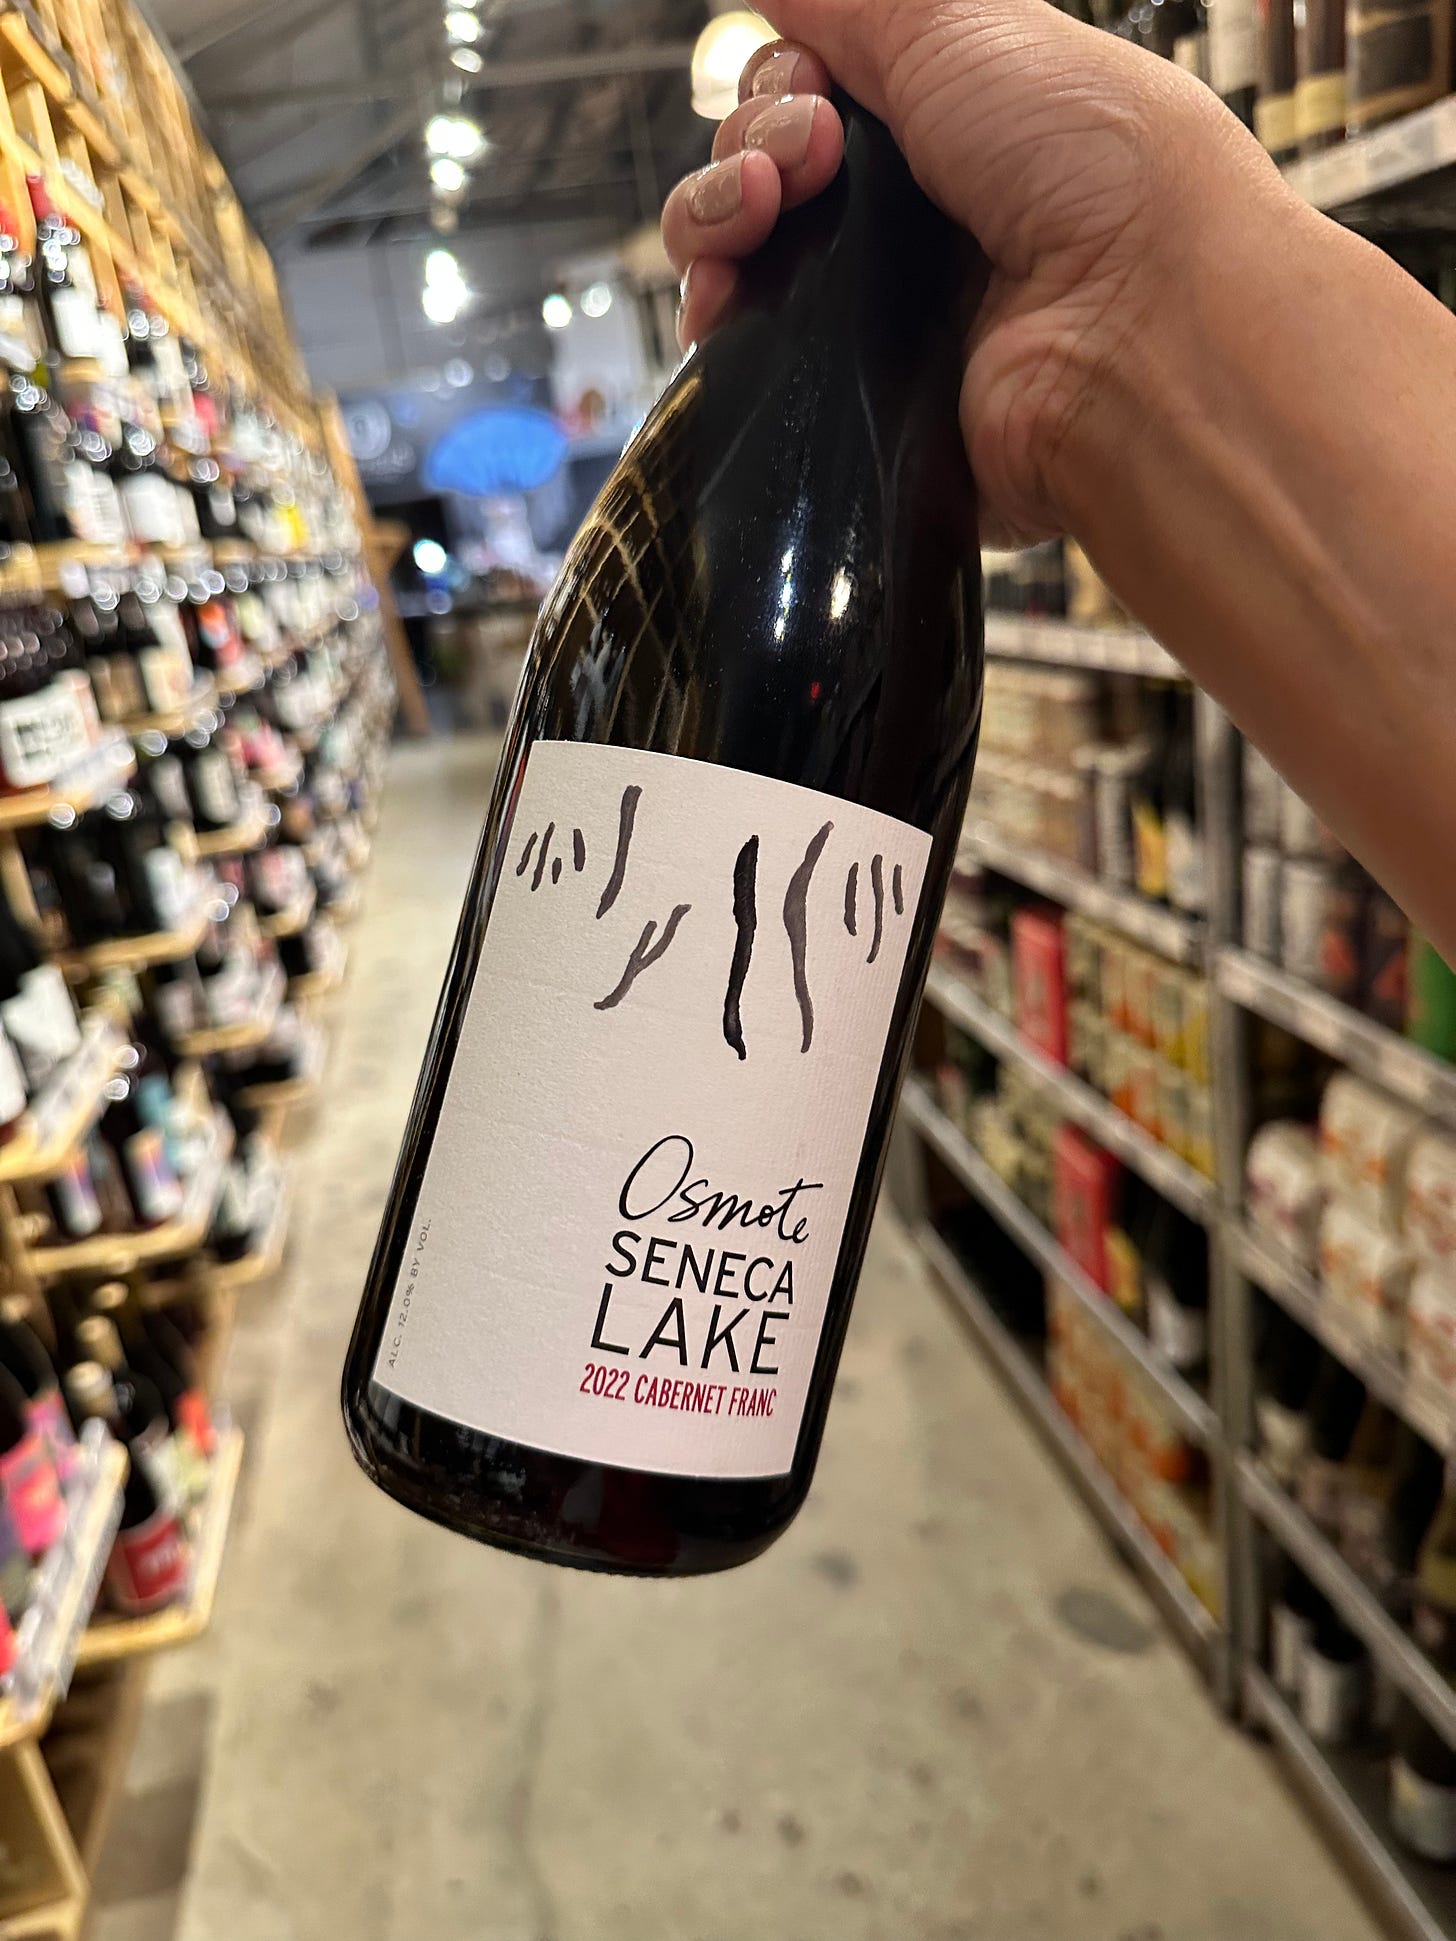 Osmote
SENECA
LAKE
2022 CABERNET FRANC
ALC. 12.0% BY VOL.